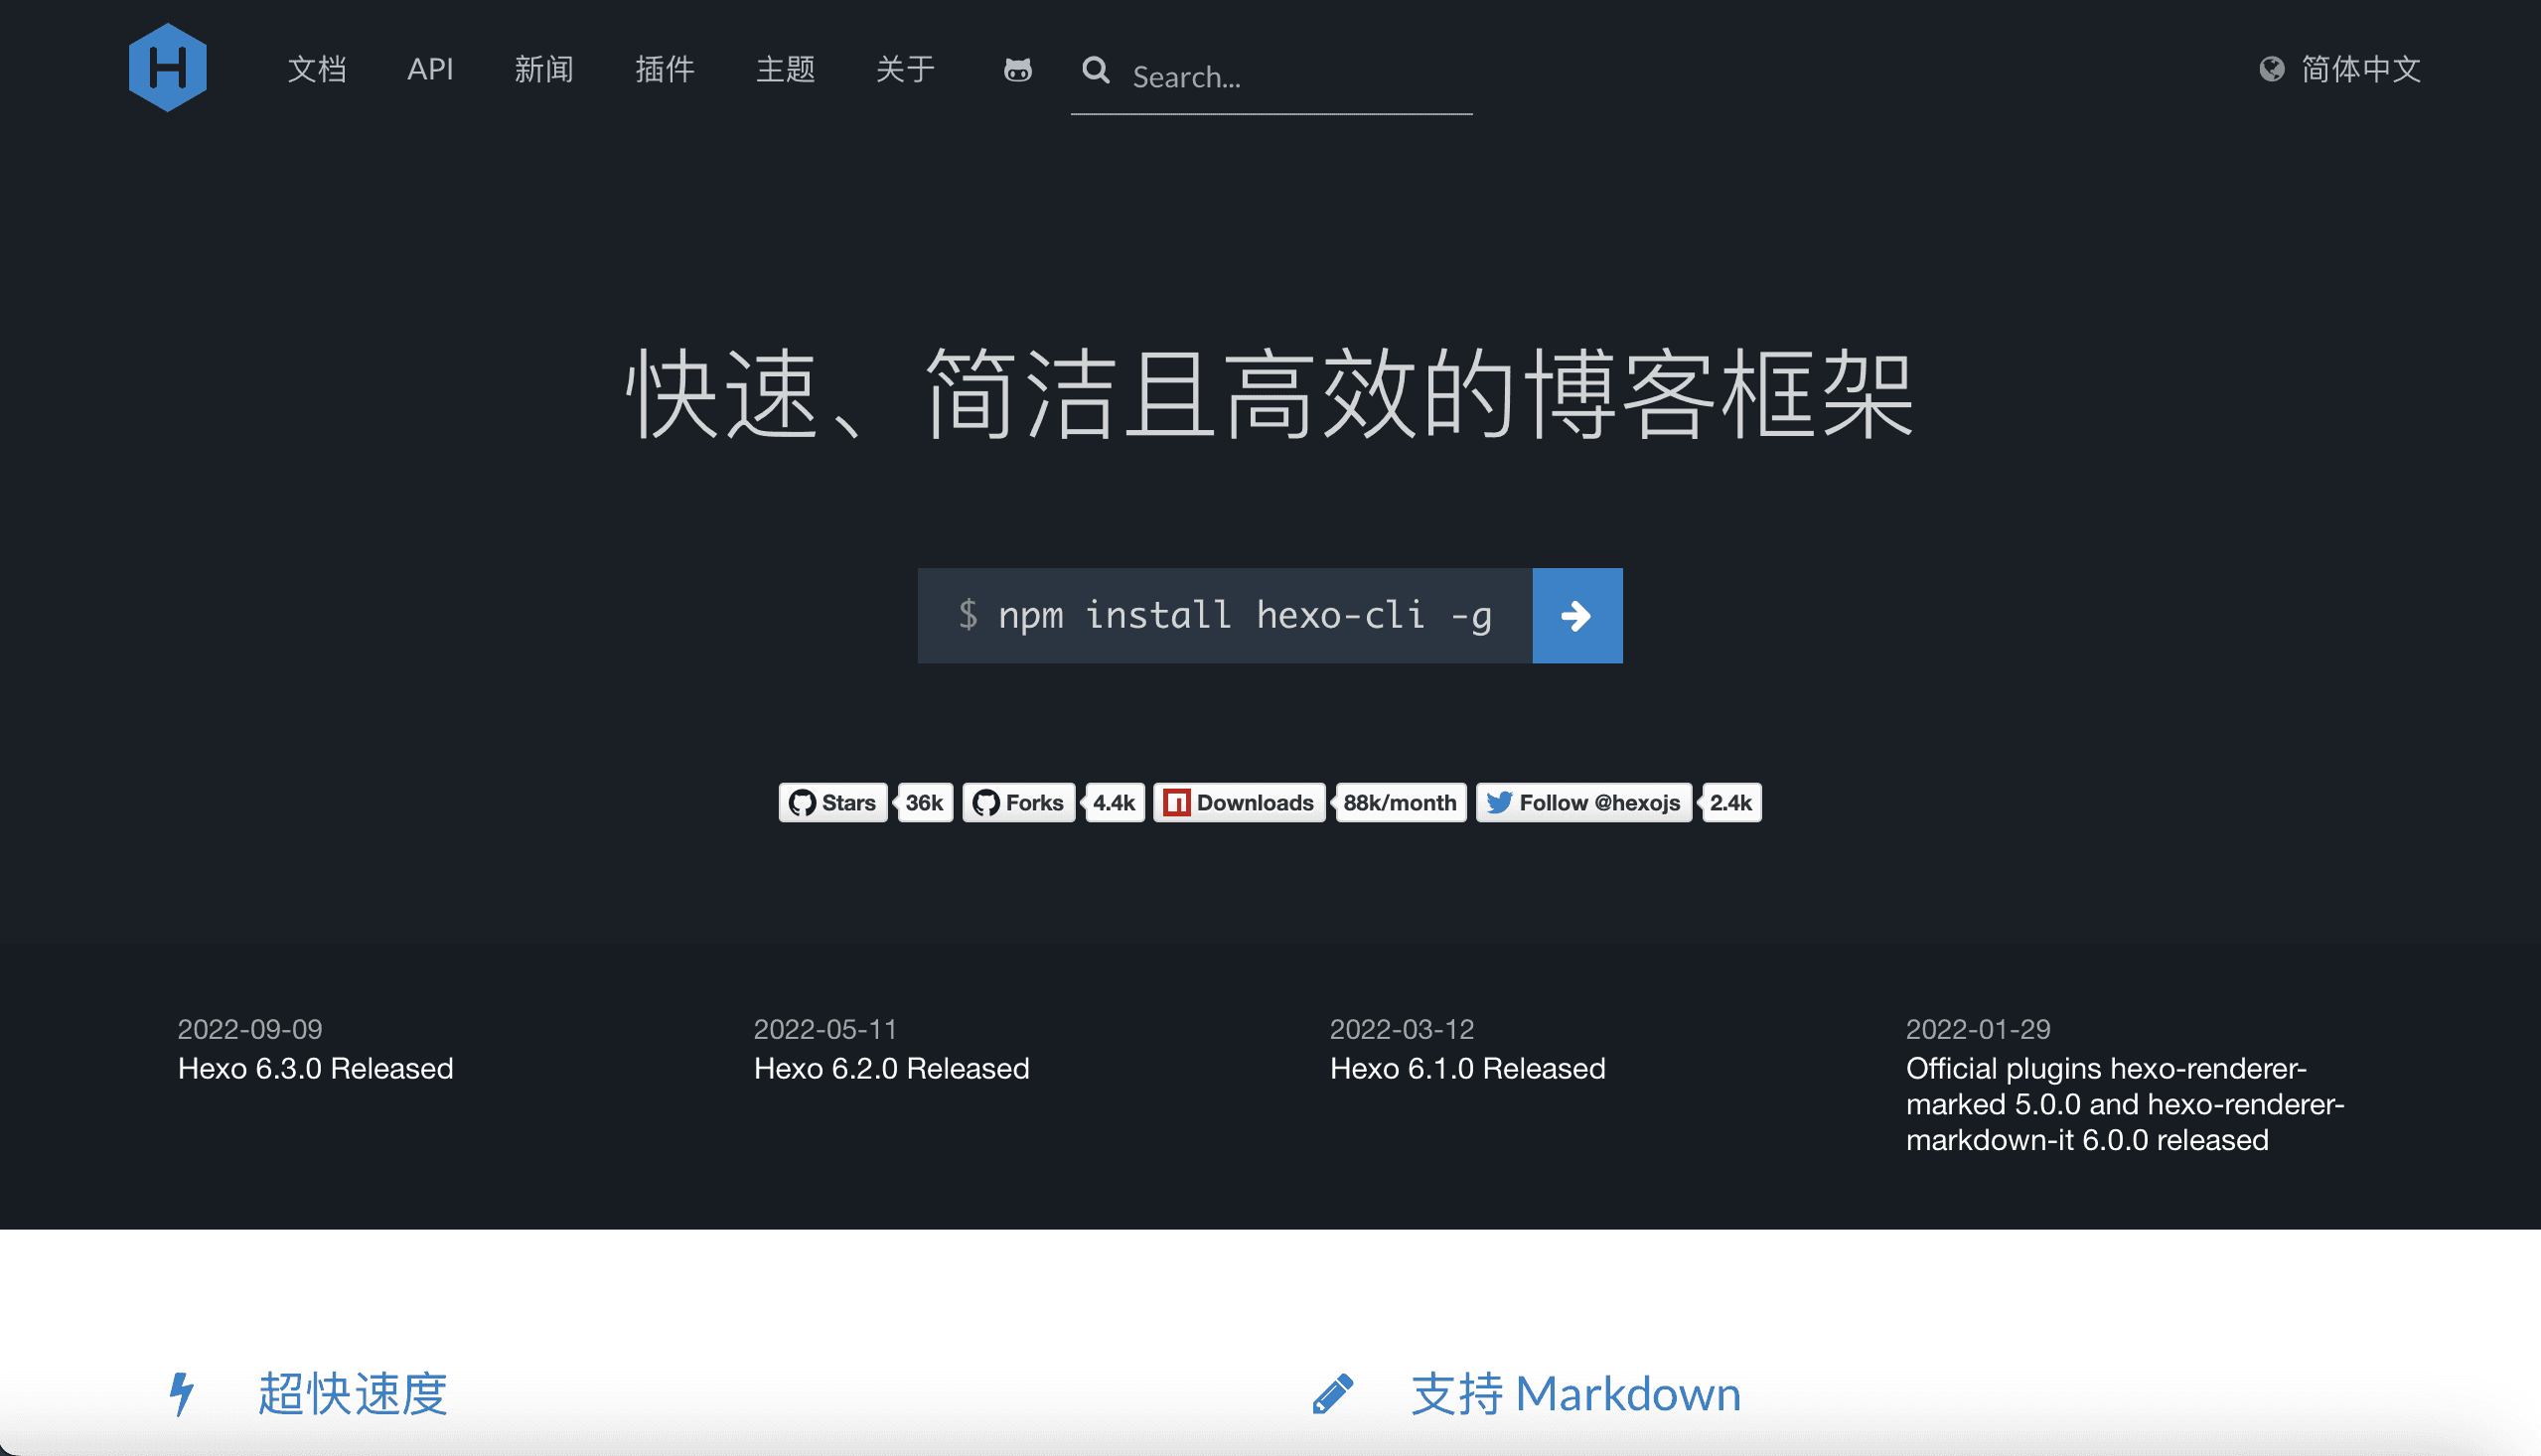 H 文档 API 新闻 插件 主题 关于 Search... 简体中文
快速、简洁且高效的博客框架
$ npm install hexo-cli -g
Stars 36k Forks 4.4k Downloads 88k/month Follow @hexojs 2.4k
2022-09-09
Hexo 6.3.0 Released
2022-05-11
Hexo 6.2.0 Released
2022-03-12
Hexo 6.1.0 Released
2022-01-29
Official plugins hexo-renderer-
marked 5.0.0 and hexo-renderer-
markdown-it 6.0.0 released
超快速度
支持 Markdown